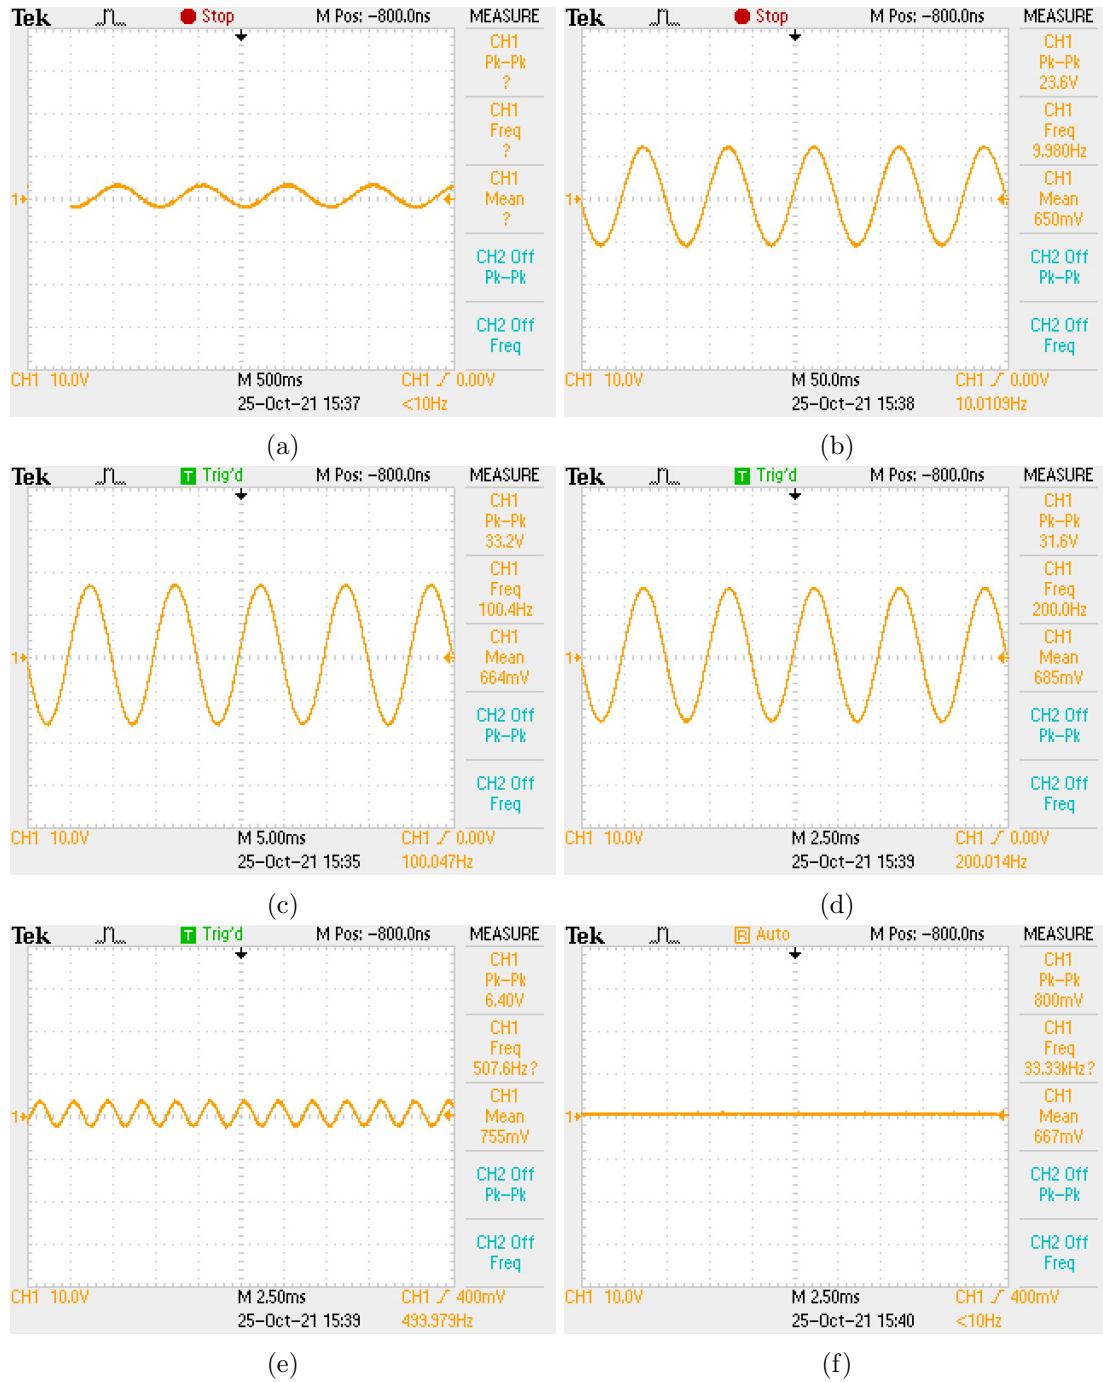 Tek Stop M Pos: -800.0ns MEASURE
CH1
Pk-Pk
?
CH1
Freq
?
CH1
Mean
?
CH2 Off
Pk-Pk
CH2 Off
Freq
1
CH1 10.0V M 500ms CH1 0.00V
25-Oct-21 15:37 <10Hz
(a)
Tek Stop M Pos: -800.0ns MEASURE
CH1
Pk-Pk
23.6V
CH1
Freq
9.980Hz
CH1
Mean
650mV
CH2 Off
Pk-Pk
CH2 Off
Freq
1
CH1 10.0V M 50.0ms CH1 0.00V
25-Oct-21 15:38 10.0109Hz
(b)
Tek T Trig'd M Pos: -800.0ns MEASURE
CH1
Pk-Pk
33.2V
CH1
Freq
100.4Hz
CH1
Mean
664mV
CH2 Off
Pk-Pk
CH2 Off
Freq
1
CH1 10.0V M 5.00ms CH1 0.00V
25-Oct-21 15:35 100.047Hz
(c)
Tek T Trig'd M Pos: -800.0ns MEASURE
CH1
Pk-Pk
31.6V
CH1
Freq
200.0Hz
CH1
Mean
685mV
CH2 Off
Pk-Pk
CH2 Off
Freq
1
CH1 10.0V M 2.50ms CH1 0.00V
25-Oct-21 15:39 200.014Hz
(d)
Tek T Trig'd M Pos: -800.0ns MEASURE
CH1
Pk-Pk
6.40V
CH1
Freq
507.6Hz?
CH1
Mean
755mV
CH2 Off
Pk-Pk
CH2 Off
Freq
1
CH1 10.0V M 2.50ms CH1 400mV
25-Oct-21 15:39 499.979Hz
(e)
Tek R Auto M Pos: -800.0ns MEASURE
CH1
Pk-Pk
800mV
CH1
Freq
33.33kHz?
CH1
Mean
667mV
CH2 Off
Pk-Pk
CH2 Off
Freq
1
CH1 10.0V M 2.50ms CH1 400mV
25-Oct-21 15:40 <10Hz
(f)